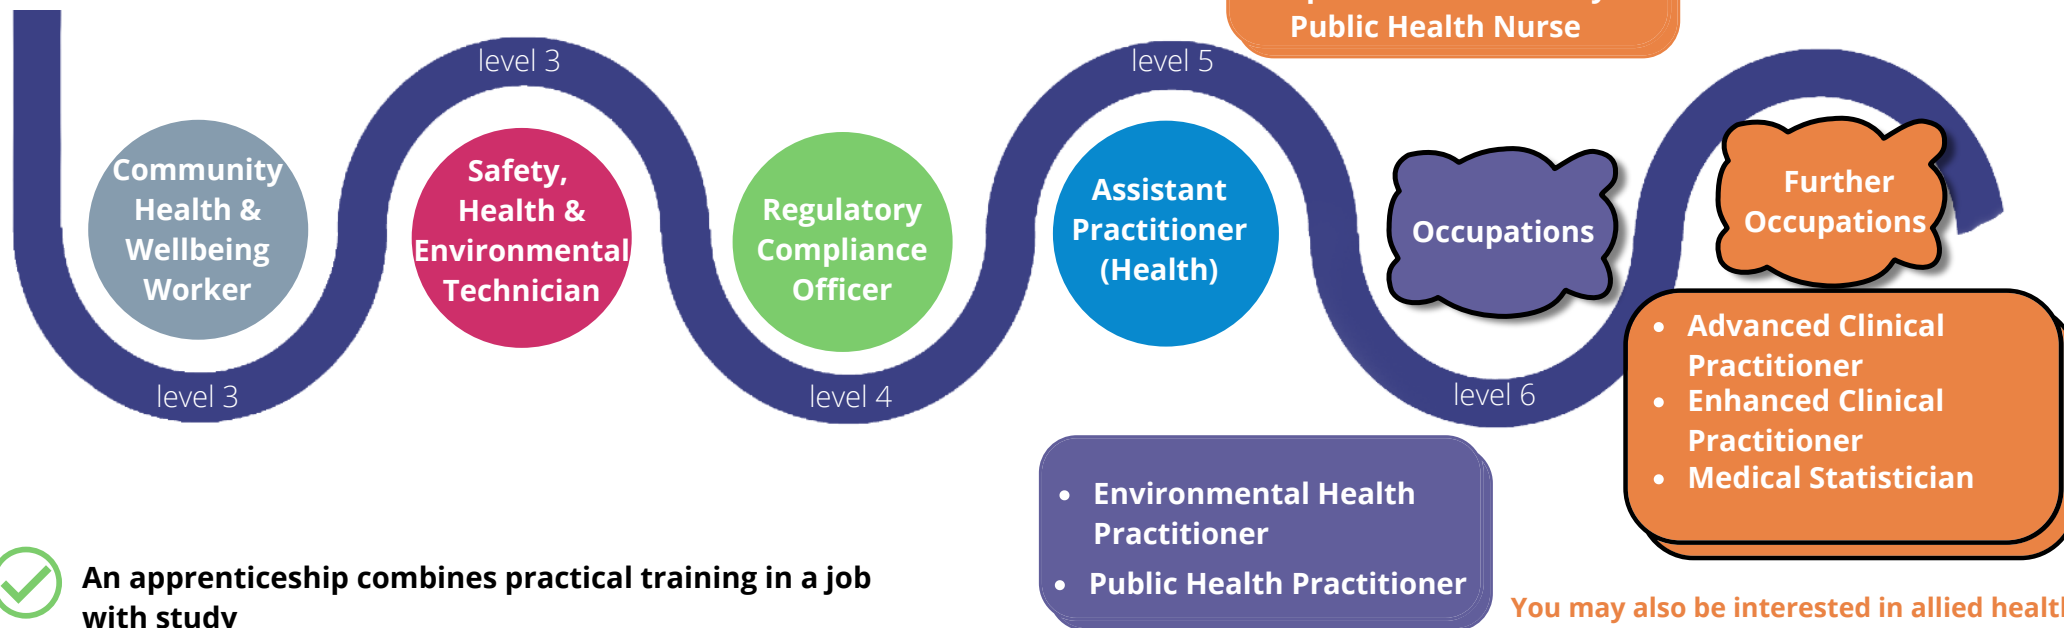 Public Health Nurse
level 3
level 5
Community
Health &
Wellbeing
Worker
Safety,
Health &
Environmental
Technician
Regulatory
Compliance
Officer
Assistant
Practitioner
(Health)
Occupations
Further
Occupations
level 3
level 4
level 6
• Advanced Clinical
Practitioner
• Enhanced Clinical
Practitioner
• Medical Statistician
• Environmental Health
Practitioner
• Public Health Practitioner
An apprenticeship combines practical training in a job
with study
You may also be interested in allied health